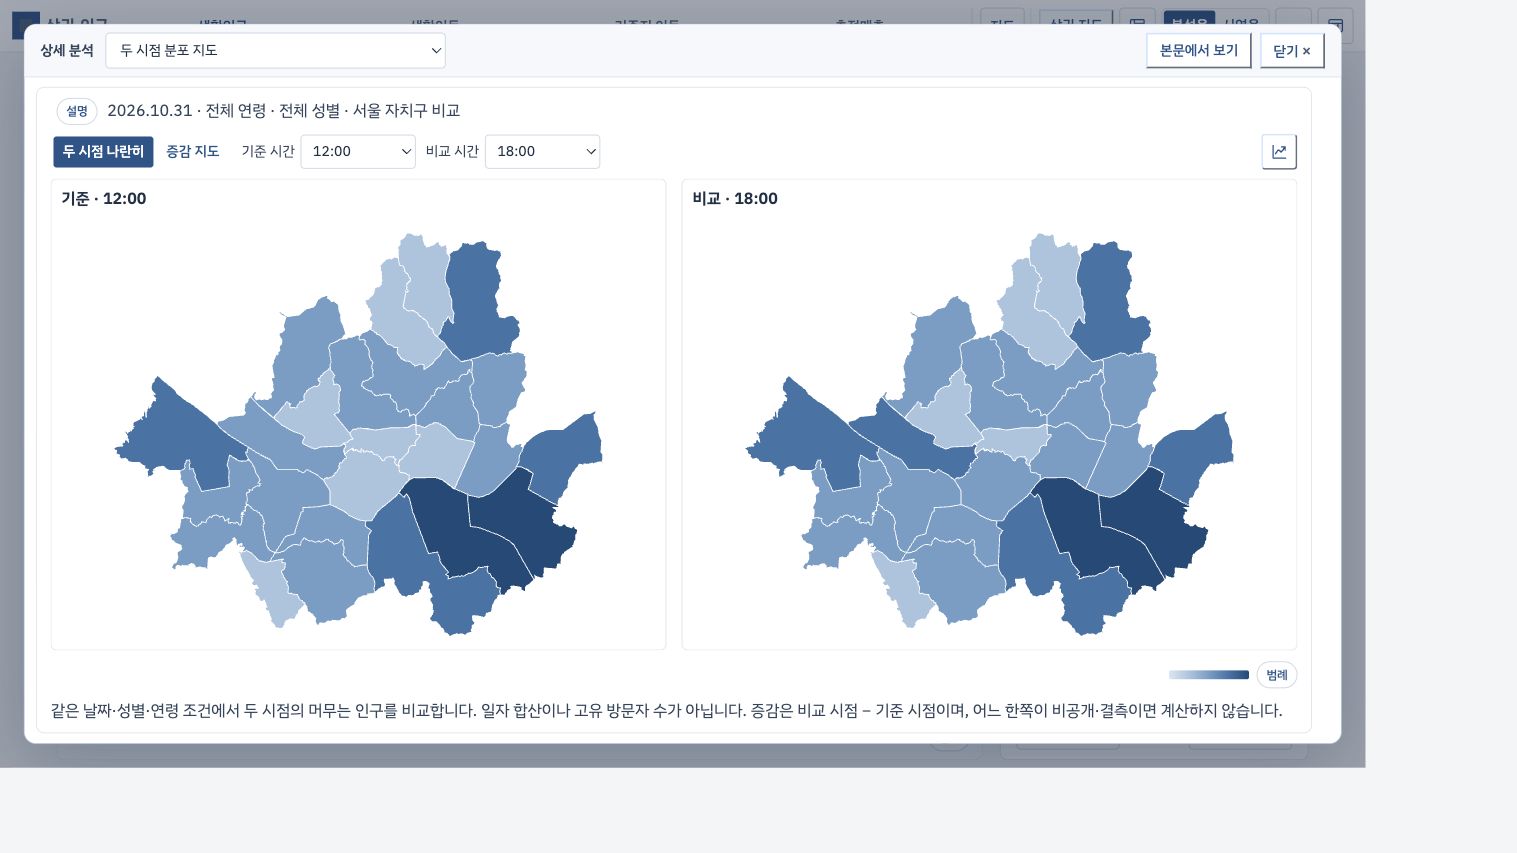 상세 분석
두 시점 분포 지도
본문에서 보기
닫기 ×
설명
2026.10.31 · 전체 연령 · 전체 성별 · 서울 자치구 비교
두 시점 나란히
증감 지도
기준 시간
12:00
비교 시간
18:00
기준 · 12:00
비교 · 18:00
범례
같은 날짜·성별·연령 조건에서 두 시점의 머무는 인구를 비교합니다. 일자 합산이나 고유 방문자 수가 아닙니다. 증감은 비교 시점 − 기준 시점이며, 어느 한쪽이 비공개·결측이면 계산하지 않습니다.